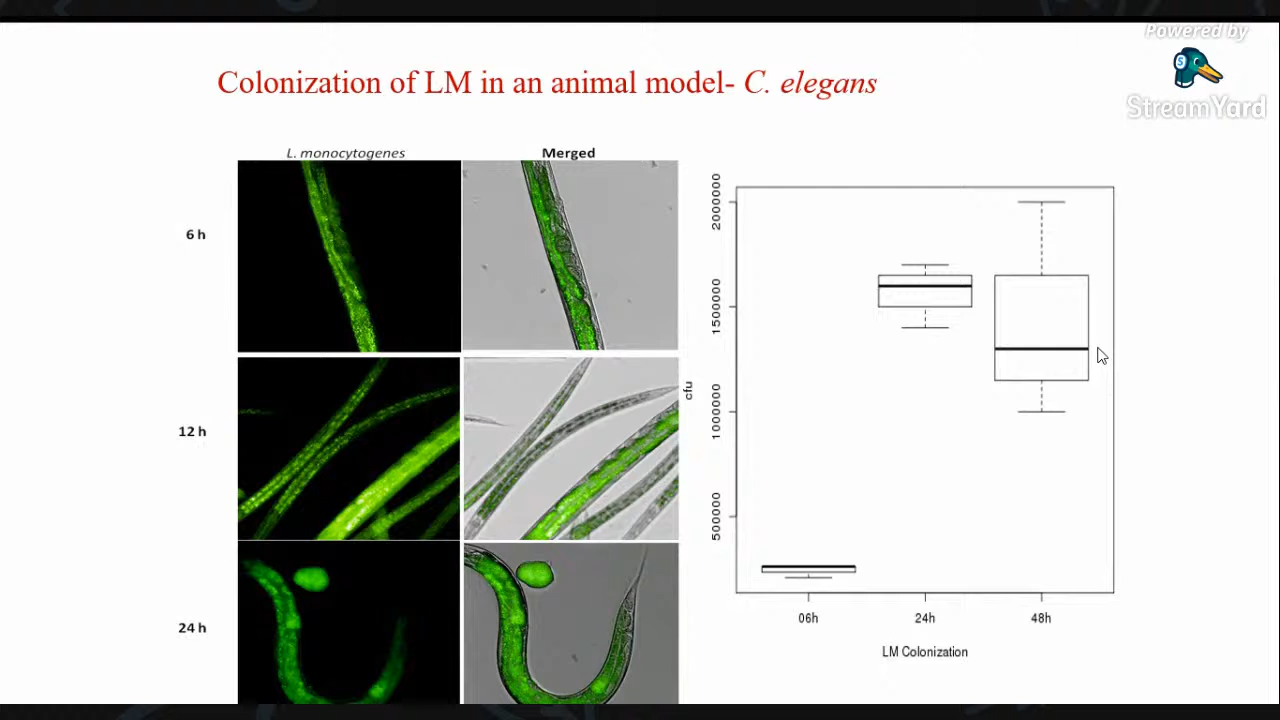 Powered by
StreamYard
Colonization of LM in an animal model- C. elegans
L. monocytogenes
Merged
6 h
12 h
24 h
2000000
1500000
1000000
500000
cfu
06h
24h
48h
LM Colonization